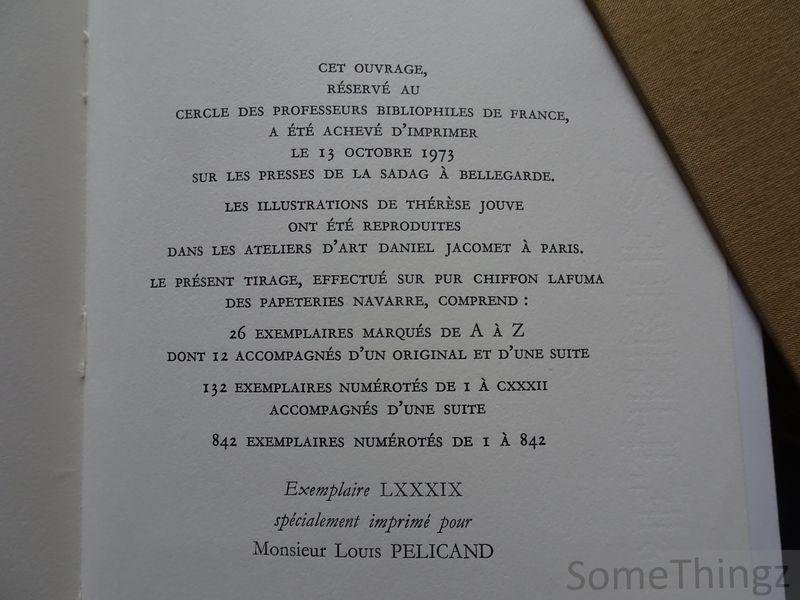 CET OUVRAGE,
RÉSERVÉ AU
CERCLE DES PROFESSEURS BIBLIOPHILES DE FRANCE,
A ÉTÉ ACHEVÉ D'IMPRIMER
LE 13 OCTOBRE 1973
SUR LES PRESSES DE LA SADAG À BELLEGARDE.
LES ILLUSTRATIONS DE THÉRÈSE JOUVE
ONT ÉTÉ REPRODUITES
DANS LES ATELIERS D'ART DANIEL JACOMET À PARIS.
LE PRÉSENT TIRAGE, EFFECTUÉ SUR PUR CHIFFON LAFUMA
DES PAPETERIES NAVARRE, COMPREND :
26 EXEMPLAIRES MARQUÉS DE A À Z
DONT 12 ACCOMPAGNÉS D'UN ORIGINAL ET D'UNE SUITE
132 EXEMPLAIRES NUMÉROTÉS DE I À CXXXII
ACCOMPAGNÉS D'UNE SUITE
842 EXEMPLAIRES NUMÉROTÉS DE 1 À 842
Exemplaire LXXXIX
spécialement imprimé pour
Monsieur Louis PELICAND
SomeThingz